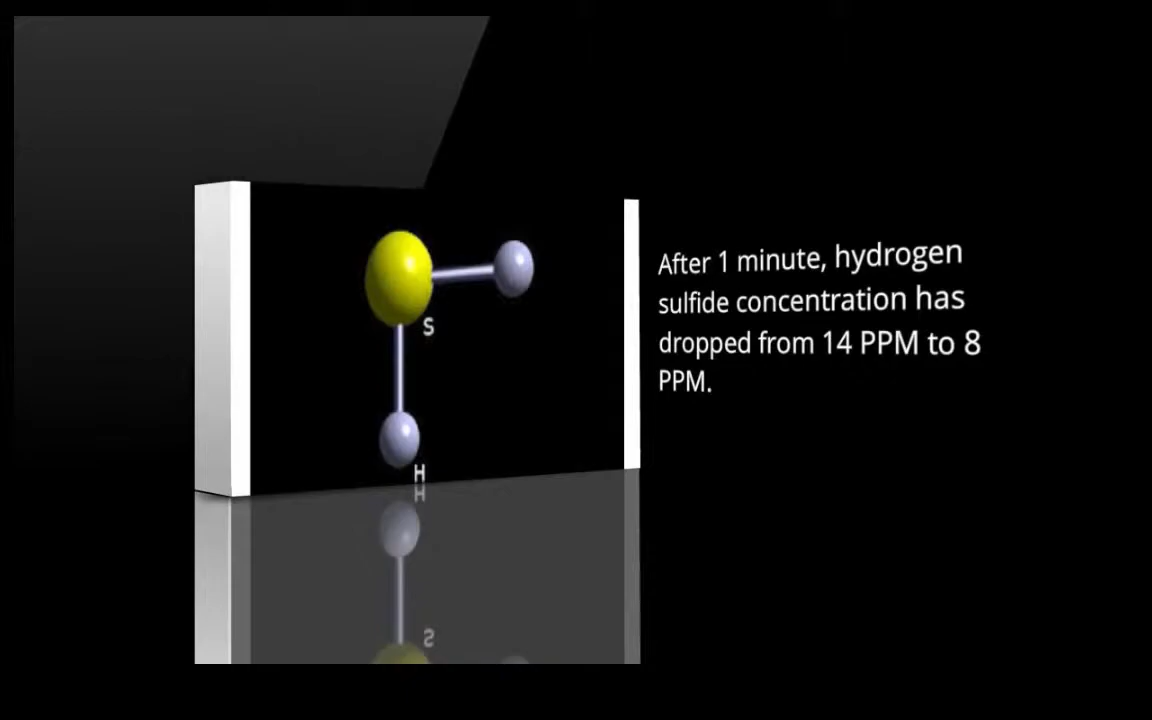 After 1 minute, hydrogen
sulfide concentration has
dropped from 14 PPM to 8
PPM.
S
H
H
S